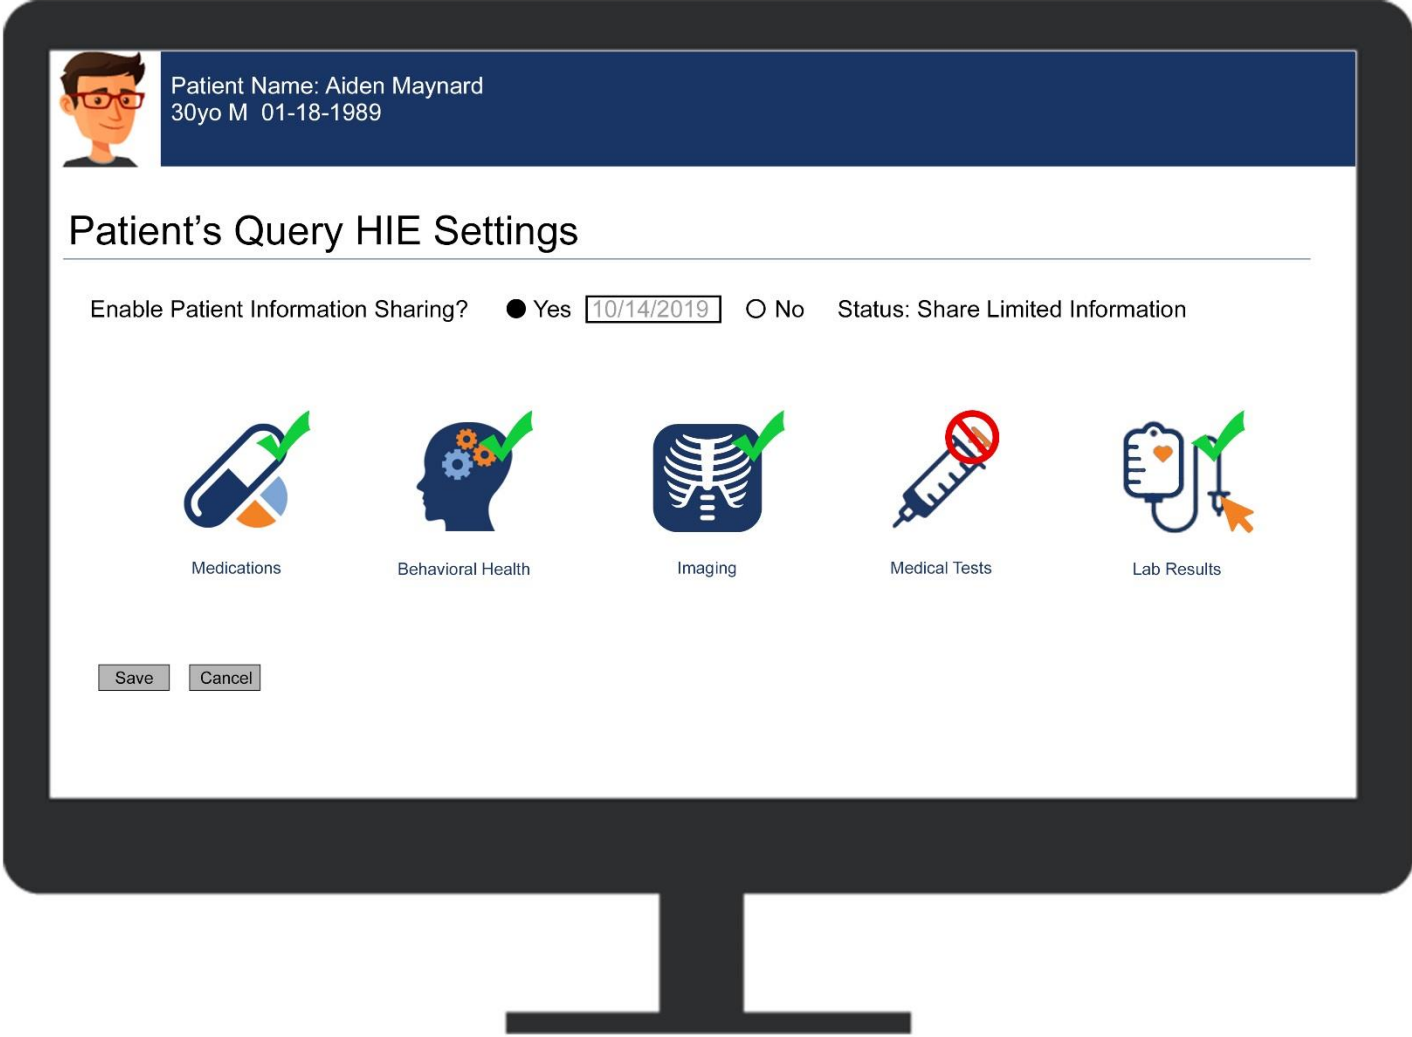 Patient Name: Aiden Maynard
30yo M 01-18-1989
Patient's Query HIE Settings
Enable Patient Information Sharing? Yes 10/14/2019 No Status: Share Limited Information
Medications Behavioral Health Imaging Medical Tests Lab Results
Save Cancel